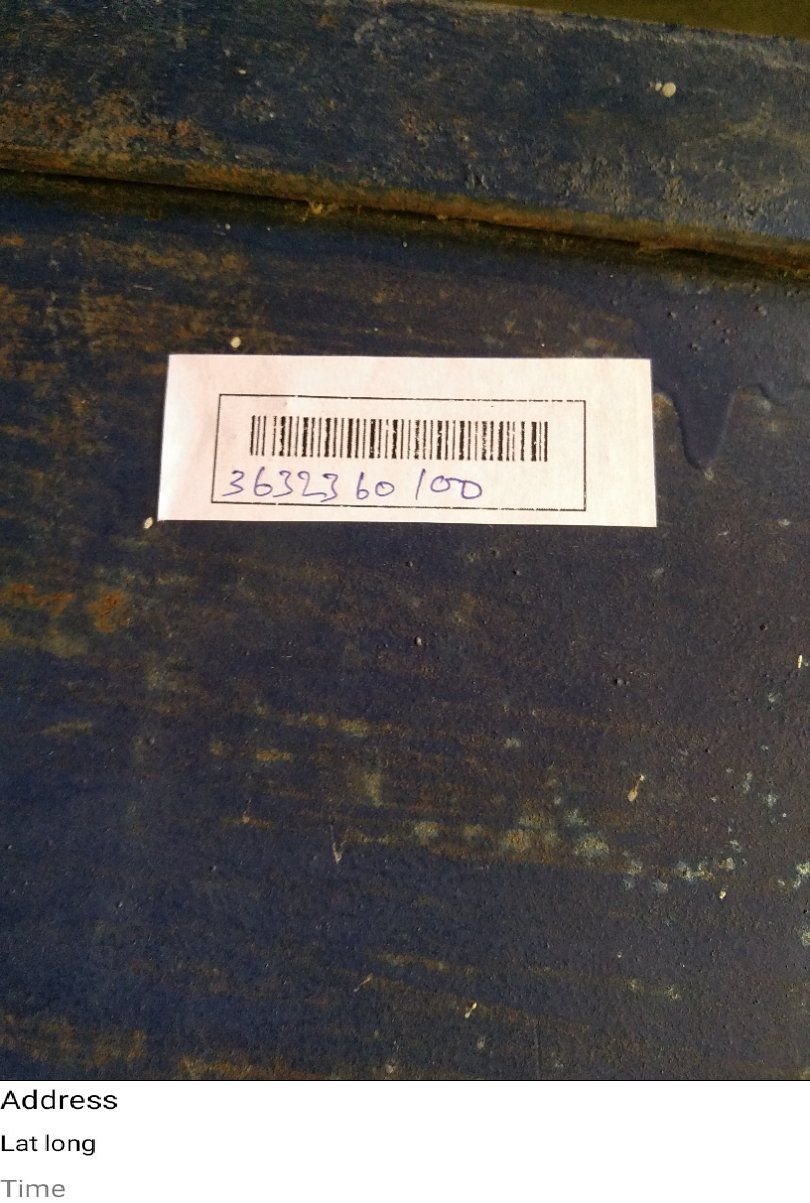 3632360100
Address
Lat long
Time